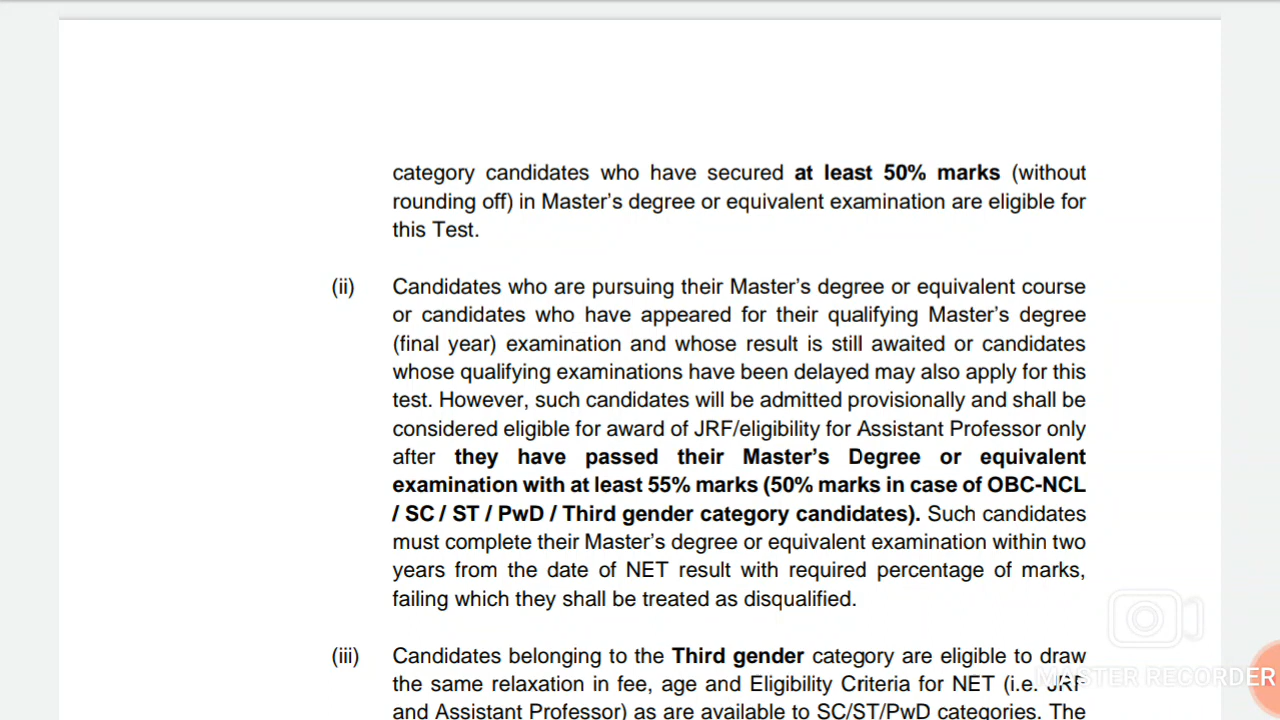 category candidates who have secured at least 50% marks (without
rounding off) in Master's degree or equivalent examination are eligible for
this Test.
(ii) Candidates who are pursuing their Master's degree or equivalent course
or candidates who have appeared for their qualifying Master's degree
(final year) examination and whose result is still awaited or candidates
whose qualifying examinations have been delayed may also apply for this
test. However, such candidates will be admitted provisionally and shall be
considered eligible for award of JRF/eligibility for Assistant Professor only
after they have passed their Master's Degree or equivalent
examination with at least 55% marks (50% marks in case of OBC-NCL
/ SC / ST / PwD / Third gender category candidates). Such candidates
must complete their Master's degree or equivalent examination within two
years from the date of NET result with required percentage of marks,
failing which they shall be treated as disqualified.
(iii) Candidates belonging to the Third gender category are eligible to draw
the same relaxation in fee, age and Eligibility Criteria for NET (i.e. JRF
and Assistant Professor) as are available to SC/ST/PwD categories. The
MASTER RECORDER